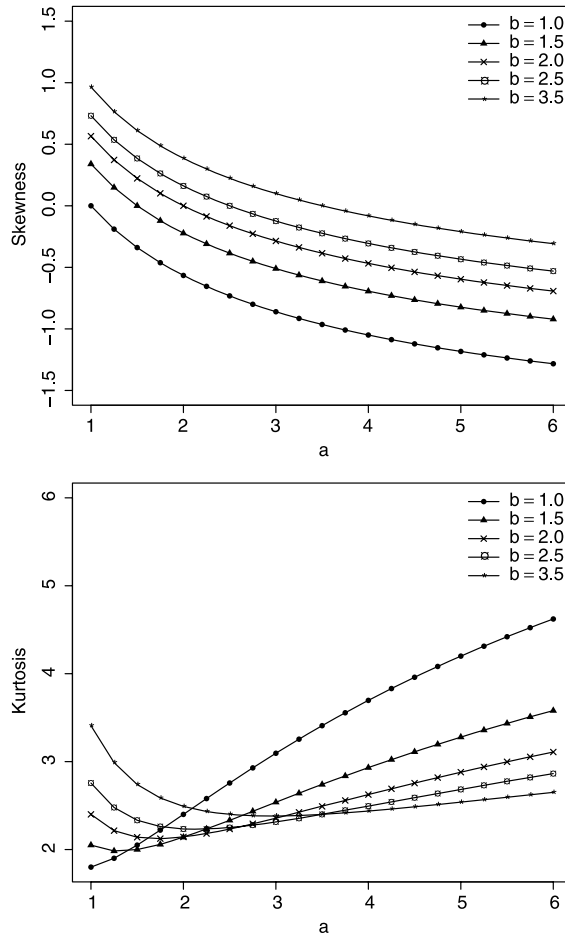 1.5
1.0
0.5
0.0
−0.5
−1.0
−1.5
Skewness
b = 1.0
b = 1.5
b = 2.0
b = 2.5
b = 3.5
1 2 3 4 5 6
a
6
5
4
3
2
Kurtosis
b = 1.0
b = 1.5
b = 2.0
b = 2.5
b = 3.5
1 2 3 4 5 6
a